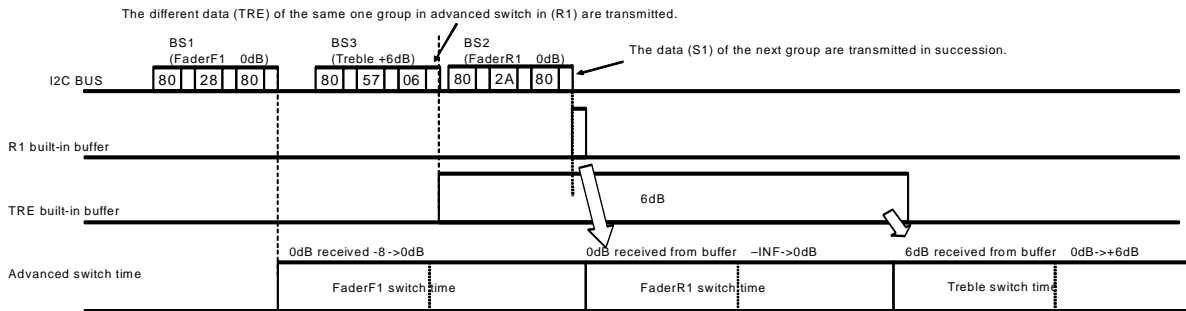 The different data (TRE) of the same one group in advanced switch in (R1) are transmitted.
BS1
(FaderF1 0dB)
BS3
(Treble +6dB)
BS2
(FaderR1 0dB)
The data (S1) of the next group are transmitted in succession.
I2C BUS
80 28 80
80 57 06
80 2A 80
R1 built-in buffer
6dB
TRE built-in buffer
0dB received -8->0dB
0dB received from buffer –INF->0dB
6dB received from buffer 0dB->+6dB
Advanced switch time
FaderF1 switch time
FaderR1 switch time
Treble switch time